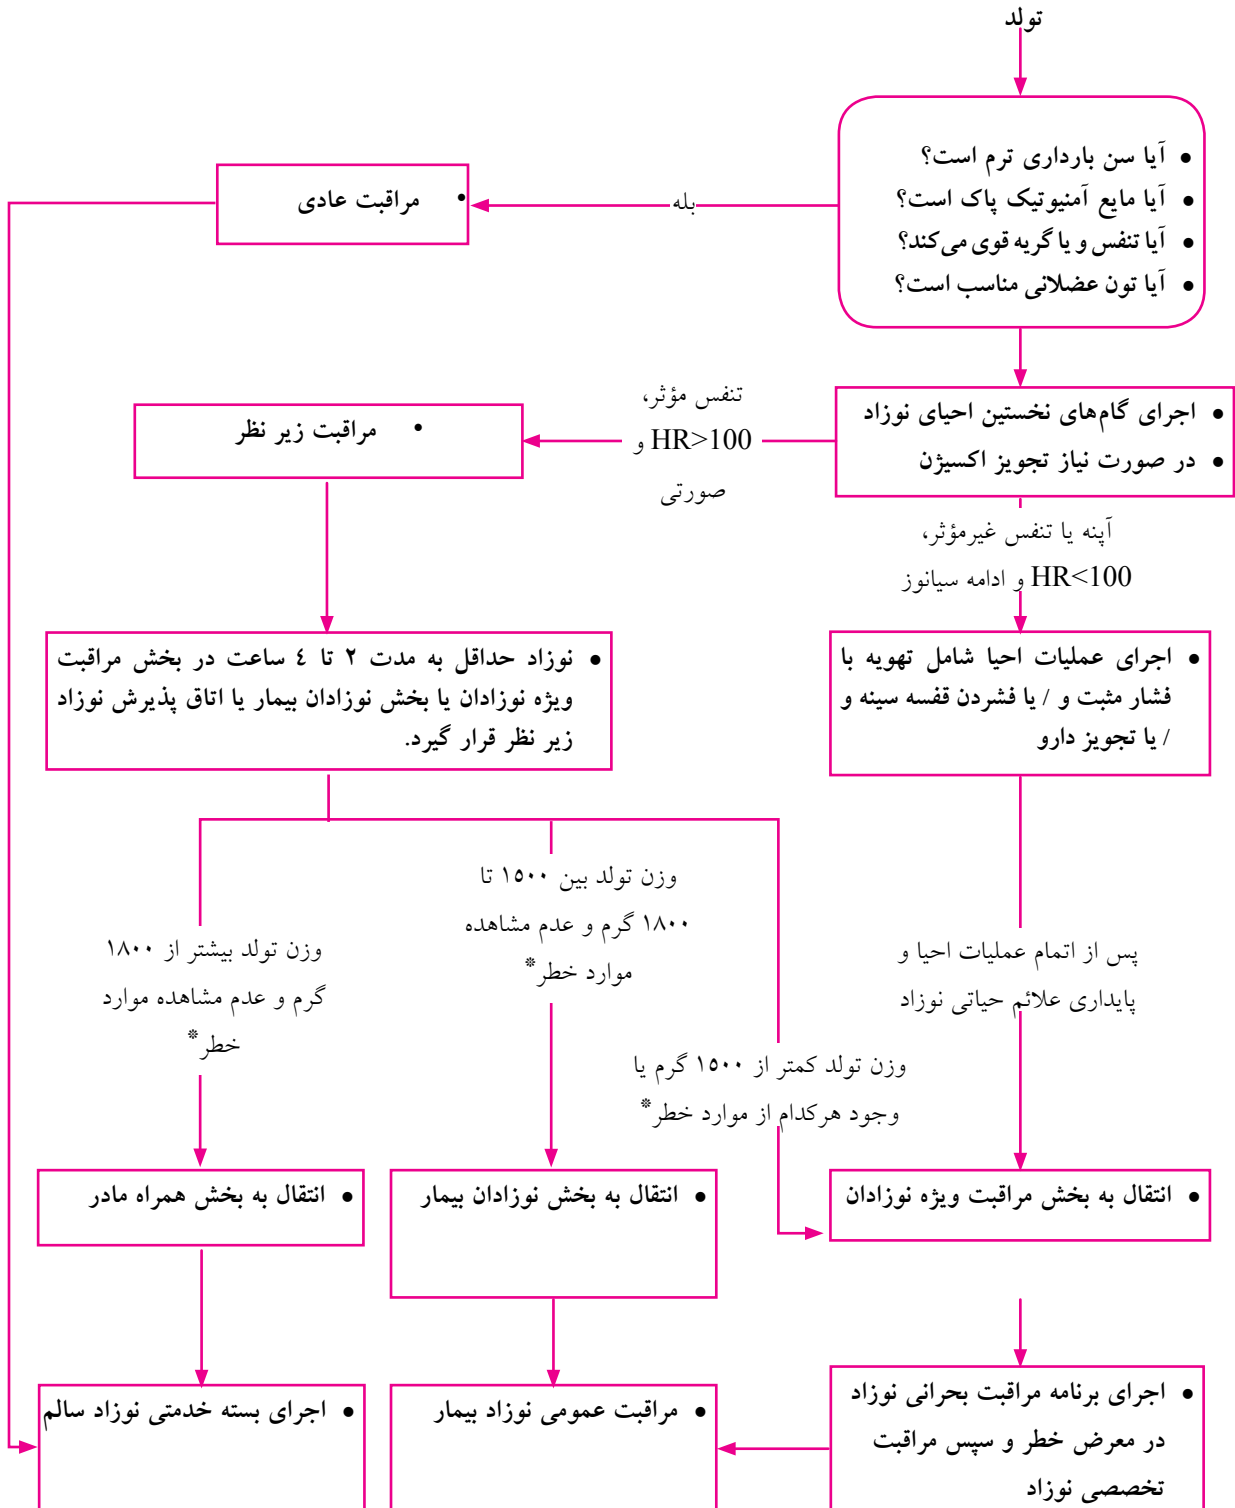 تولد
• آیا سن بارداری ترم است؟
• آیا مایع آمنیوتیک پاک است؟
• آیا تنفس و یا گریه قوی می‌کند؟
• آیا تون عضلانی مناسب است؟
بله
• مراقبت عادی
• اجرای گام‌های نخستین احیای نوزاد
• در صورت نیاز تجویز اکسیژن
تنفس مؤثر،
HR>100 و
صورتی
• مراقبت زیر نظر
آپنه یا تنفس غیرمؤثر،
HR<100 و ادامه سیانوز
• اجرای عملیات احیا شامل تهویه با
فشار مثبت و / یا فشردن قفسه سینه و
/ یا تجویز دارو
• نوزاد حداقل به مدت ٢ تا ٤ ساعت در بخش مراقبت
ویژه نوزادان یا بخش نوزادان بیمار یا اتاق پذیرش نوزاد
زیر نظر قرار گیرد.
پس از اتمام عملیات احیا و
پایداری علائم حیاتی نوزاد
وزن تولد بین ١٥٠٠ تا
١٨٠٠ گرم و عدم مشاهده
موارد خطر*
وزن تولد بیشتر از ١٨٠٠
گرم و عدم مشاهده موارد
خطر*
وزن تولد کمتر از ١٥٠٠ گرم یا
وجود هرکدام از موارد خطر*
• انتقال به بخش مراقبت ویژه نوزادان
• انتقال به بخش نوزادان بیمار
• انتقال به بخش همراه مادر
• اجرای برنامه مراقبت بحرانی نوزاد
در معرض خطر و سپس مراقبت
تخصصی نوزاد
• مراقبت عمومی نوزاد بیمار
• اجرای بسته خدمتی نوزاد سالم